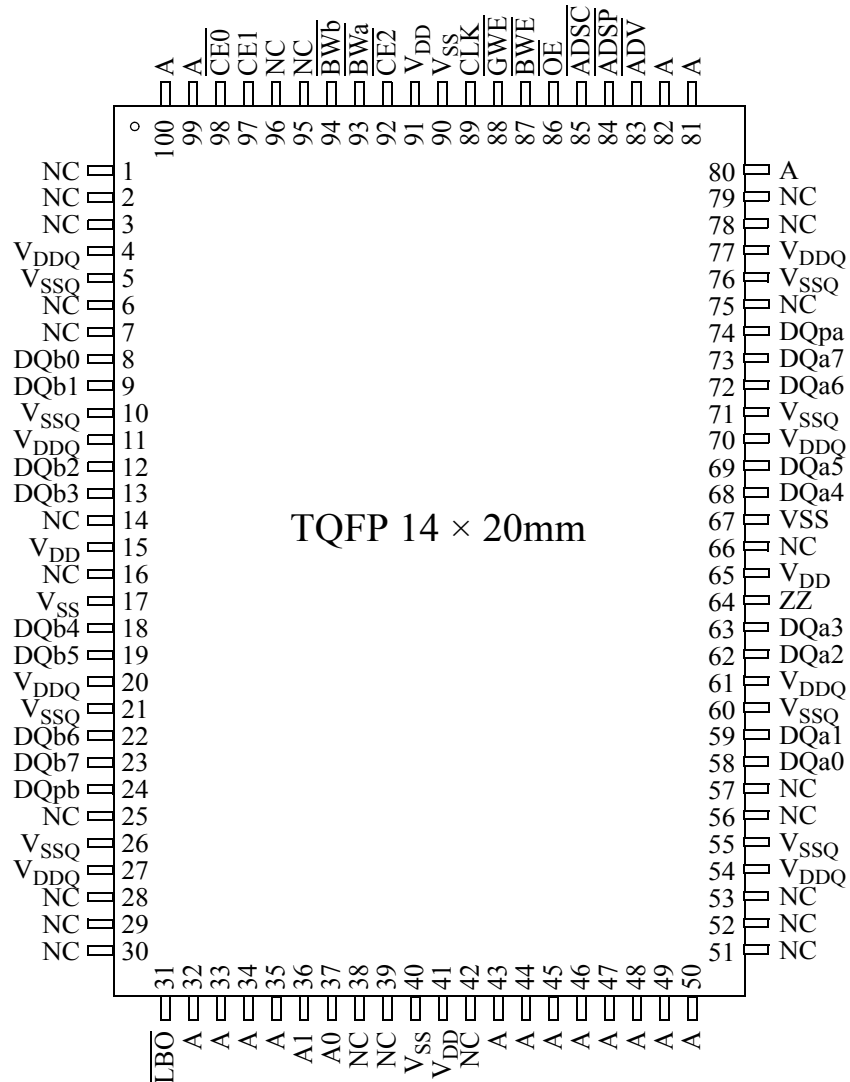 A A CE0 CE1 NC NC BWb BWa CE2 VDD VSS CLK GWE BWE OE ADSC ADSP ADV A A
100 99 98 97 96 95 94 93 92 91 90 89 88 87 86 85 84 83 82 81
NC 1 80 A
NC 2 79 NC
NC 3 78 NC
VDDQ 4 77 VDDQ
VSSQ 5 76 VSSQ
NC 6 75 NC
NC 7 74 DQpa
DQb0 8 73 DQa7
DQb1 9 72 DQa6
VSSQ 10 71 VSSQ
VDDQ 11 70 VDDQ
DQb2 12 69 DQa5
DQb3 13 68 DQa4
NC 14 67 VSS
TQFP 14 × 20mm
VDD 15 66 NC
NC 16 65 VDD
VSS 17 64 ZZ
DQb4 18 63 DQa3
DQb5 19 62 DQa2
VDDQ 20 61 VDDQ
VSSQ 21 60 VSSQ
DQb6 22 59 DQa1
DQb7 23 58 DQa0
DQpb 24 57 NC
NC 25 56 NC
VSSQ 26 55 VSSQ
VDDQ 27 54 VDDQ
NC 28 53 NC
NC 29 52 NC
NC 30 51 NC
31 32 33 34 35 36 37 38 39 40 41 42 43 44 45 46 47 48 49 50
LBO A A A A A1 A0 NC NC VSS VDD NC A A A A A A A A